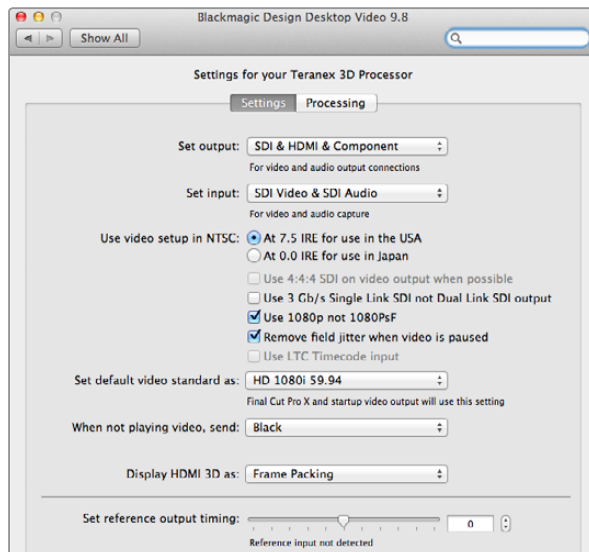 Blackmagic Design Desktop Video 9.8
Show All
Settings for your Teranex 3D Processor
Settings Processing
Set output: SDI & HDMI & Component
For video and audio output connections
Set input: SDI Video & SDI Audio
For video and audio capture
Use video setup in NTSC: At 7.5 IRE for use in the USA
At 0.0 IRE for use in Japan
Use 4:4:4 SDI on video output when possible
Use 3 Gb/s Single Link SDI not Dual Link SDI output
Use 1080p not 1080PsF
Remove field jitter when video is paused
Use LTC Timecode input
Set default video standard as: HD 1080i 59.94
Final Cut Pro X and startup video output will use this setting
When not playing video, send: Black
Display HDMI 3D as: Frame Packing
Set reference output timing: 0
Reference input not detected